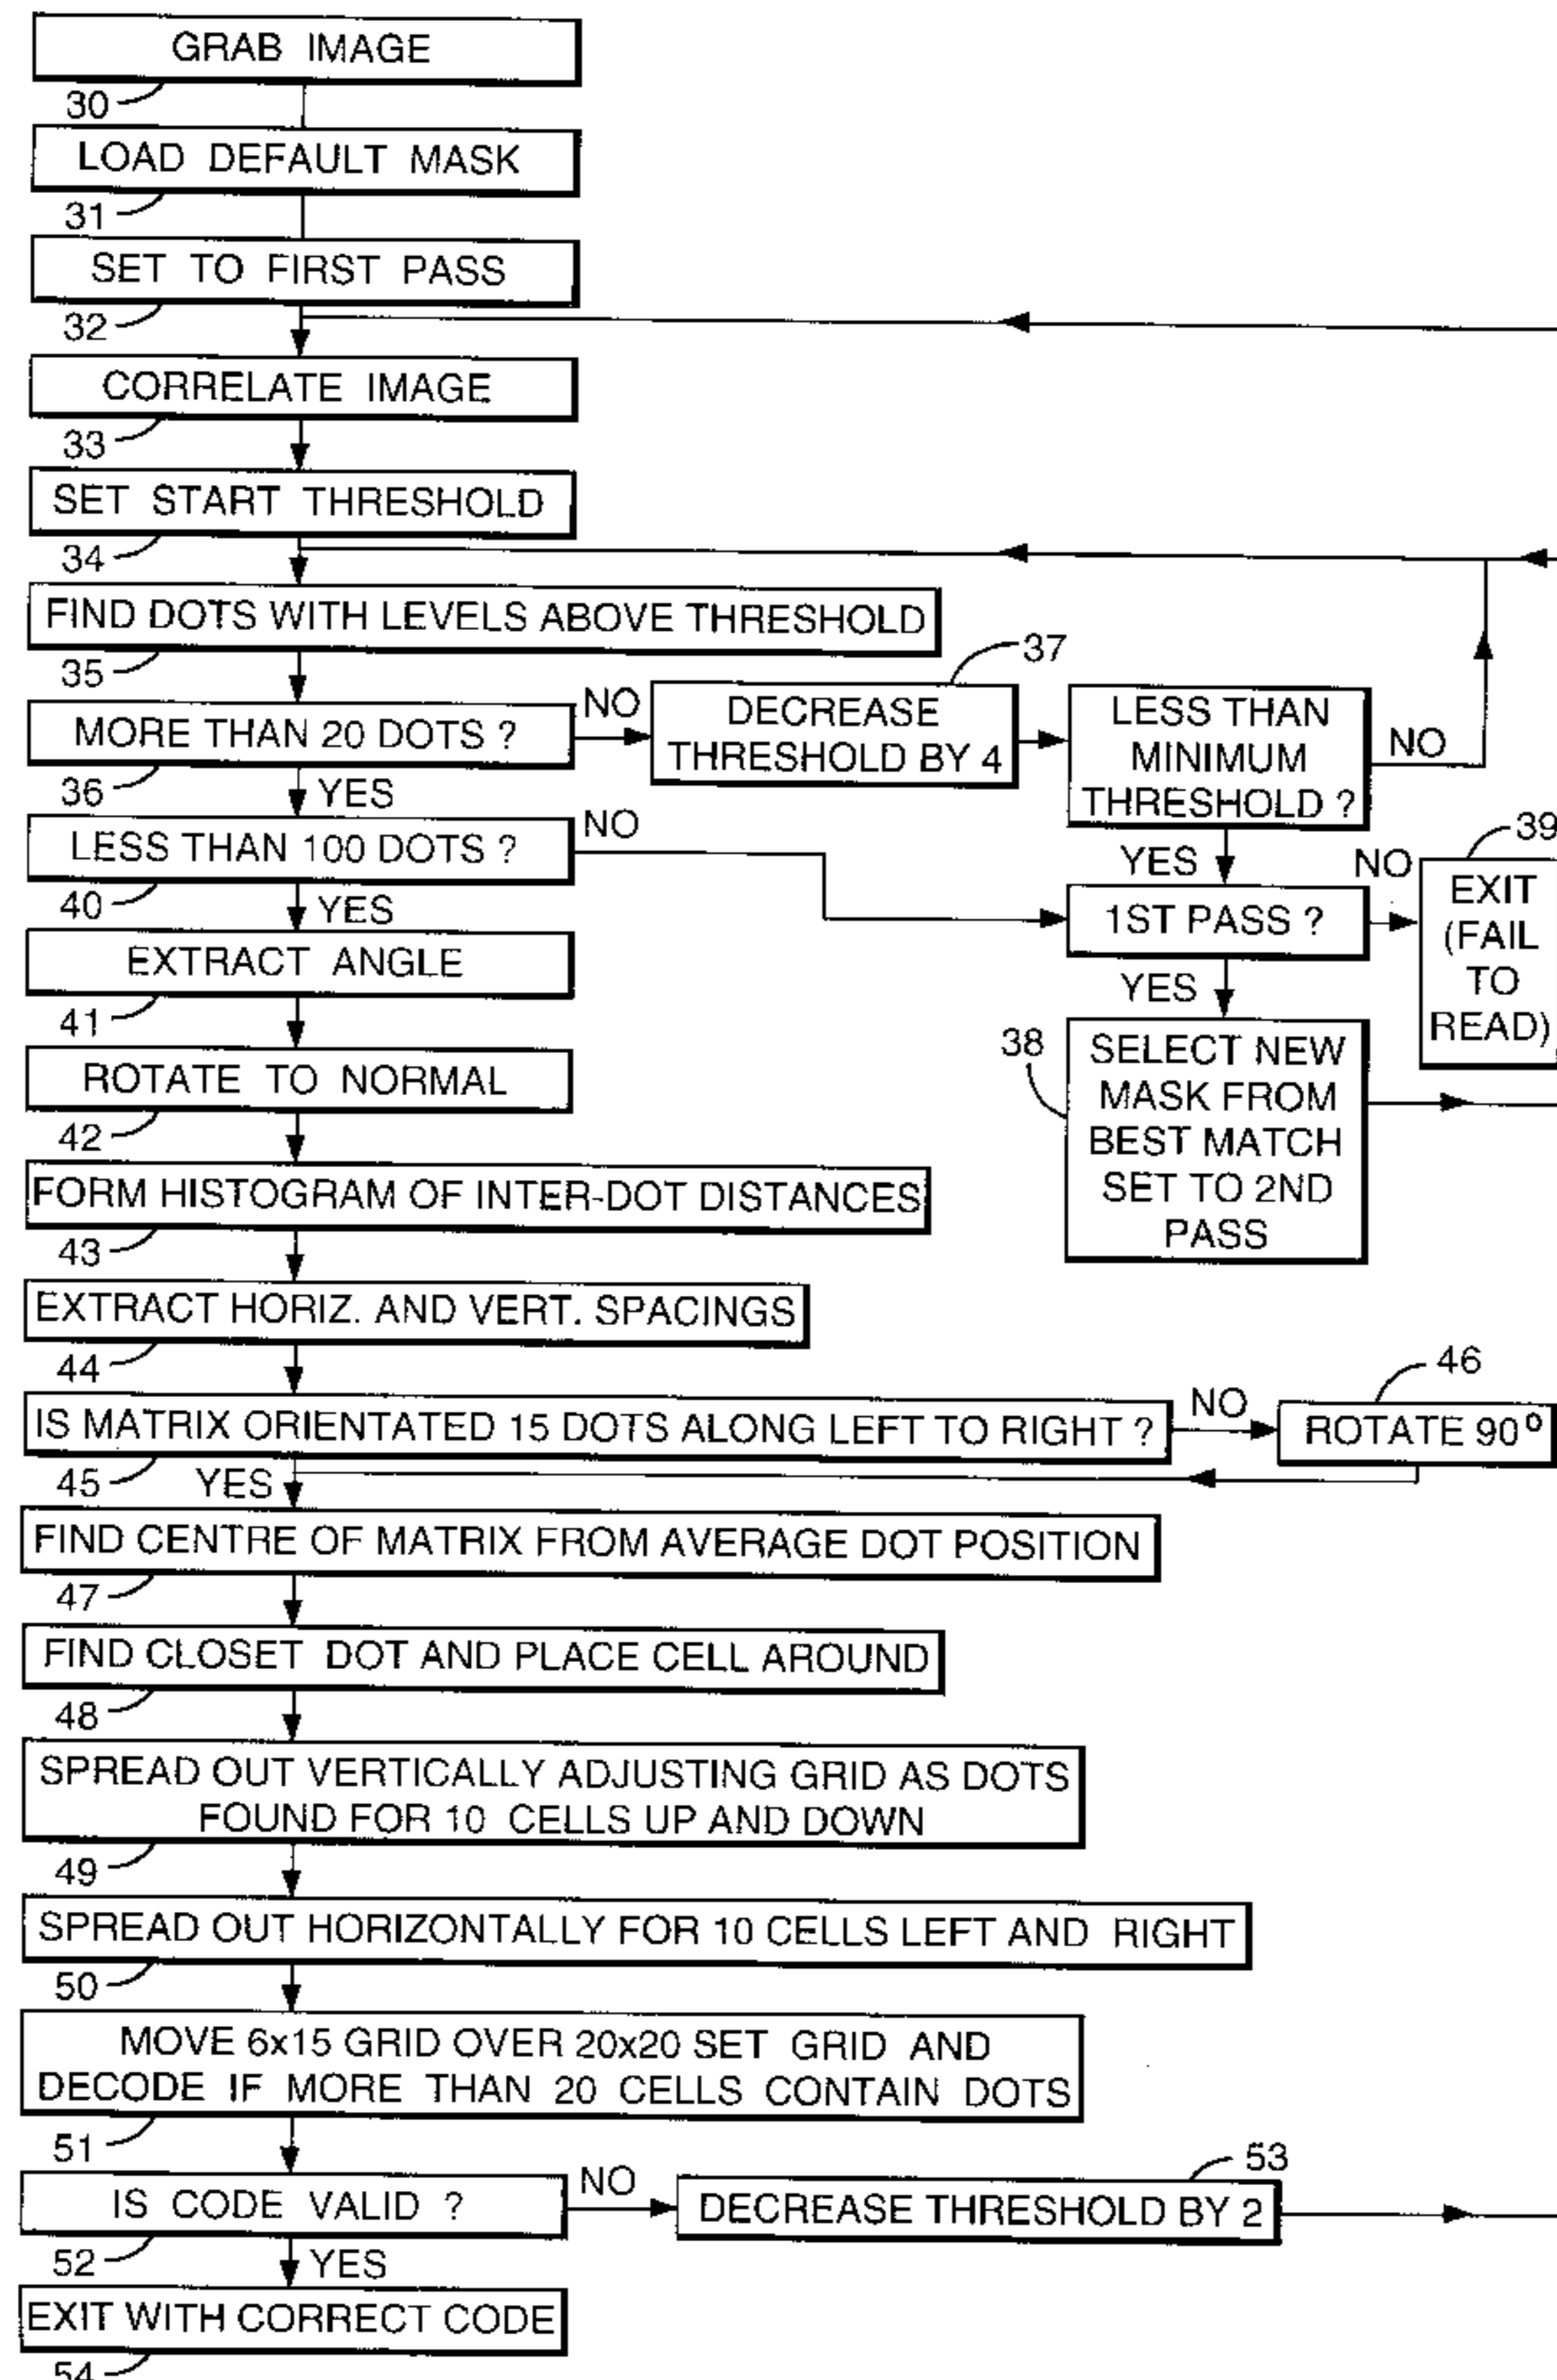 GRAB IMAGE
30
LOAD DEFAULT MASK
31
SET TO FIRST PASS
32
CORRELATE IMAGE
33
SET START THRESHOLD
34
FIND DOTS WITH LEVELS ABOVE THRESHOLD
35
MORE THAN 20 DOTS ?
36
NO
YES
37
DECREASE
THRESHOLD BY 4
LESS THAN
MINIMUM
THRESHOLD ?
NO
YES
LESS THAN 100 DOTS ?
40
NO
YES
1ST PASS ?
NO
YES
39
EXIT
(FAIL
TO
READ)
38
SELECT NEW
MASK FROM
BEST MATCH
SET TO 2ND
PASS
EXTRACT ANGLE
41
ROTATE TO NORMAL
42
FORM HISTOGRAM OF INTER-DOT DISTANCES
43
EXTRACT HORIZ. AND VERT. SPACINGS
44
IS MATRIX ORIENTATED 15 DOTS ALONG LEFT TO RIGHT ?
45
NO
YES
46
ROTATE 90º
FIND CENTRE OF MATRIX FROM AVERAGE DOT POSITION
47
FIND CLOSET DOT AND PLACE CELL AROUND
48
SPREAD OUT VERTICALLY ADJUSTING GRID AS DOTS
FOUND FOR 10 CELLS UP AND DOWN
49
SPREAD OUT HORIZONTALLY FOR 10 CELLS LEFT AND RIGHT
50
MOVE 6x15 GRID OVER 20x20 SET GRID AND
DECODE IF MORE THAN 20 CELLS CONTAIN DOTS
51
IS CODE VALID ?
52
NO
YES
53
DECREASE THRESHOLD BY 2
EXIT WITH CORRECT CODE
54